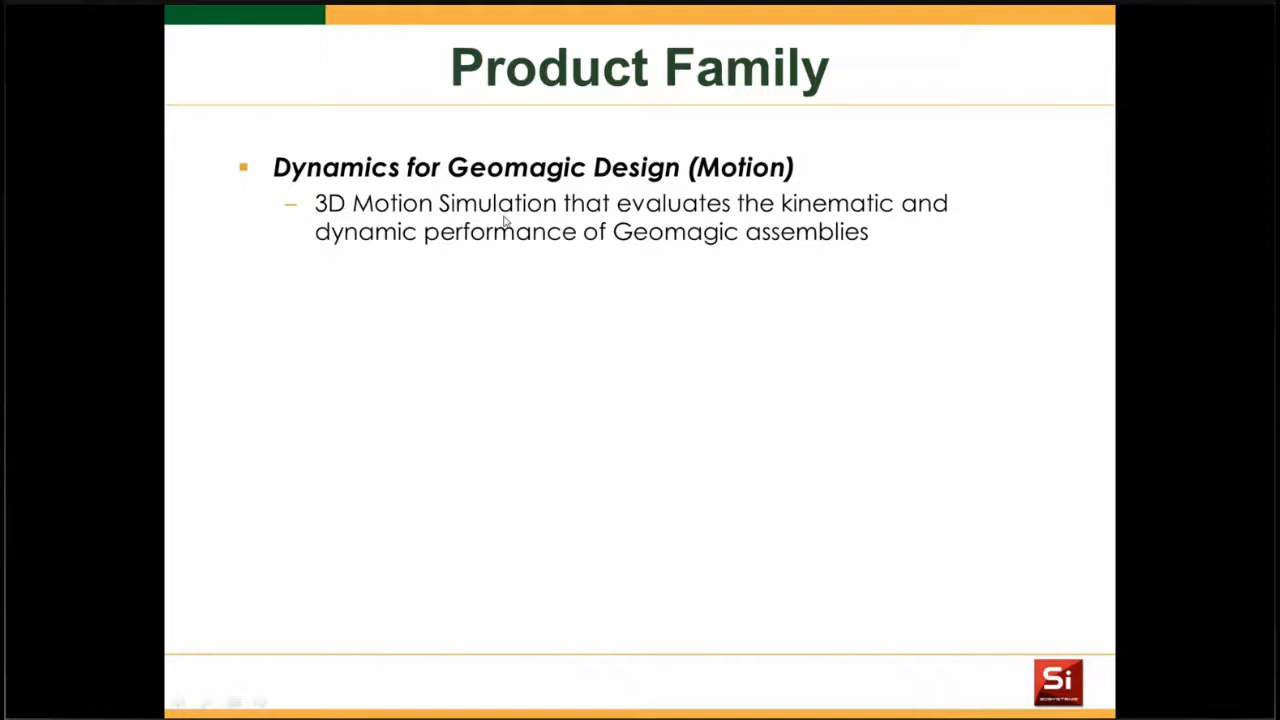 Product Family
Dynamics for Geomagic Design (Motion)
– 3D Motion Simulation that evaluates the kinematic and
dynamic performance of Geomagic assemblies
Si
3DSYSTEMS